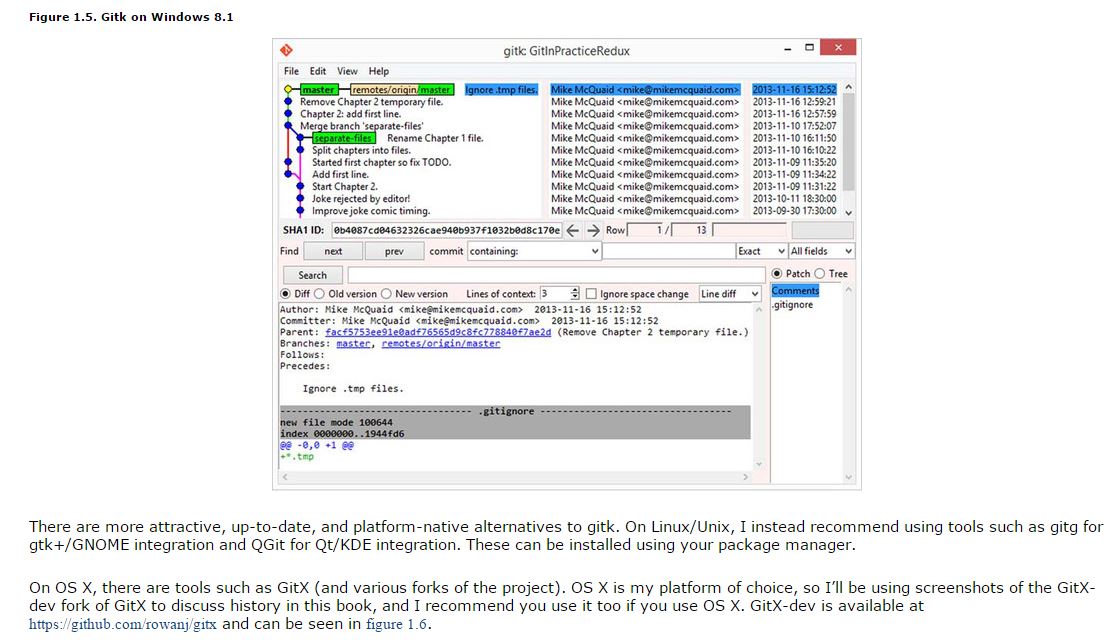 Figure 1.5. Gitk on Windows 8.1
gitk: GitInPracticeRedux
File Edit View Help
master remotes/origin/master Ignore .tmp files. Mike McQuaid <mike@mikemcquaid.com> 2013-11-16 15:12:52
Remove Chapter 2 temporary file. Mike McQuaid <mike@mikemcquaid.com> 2013-11-16 12:59:21
Chapter 2: add first line. Mike McQuaid <mike@mikemcquaid.com> 2013-11-16 12:57:59
Merge branch 'separate-files' Mike McQuaid <mike@mikemcquaid.com> 2013-11-10 17:52:07
separate-files Rename Chapter 1 file. Mike McQuaid <mike@mikemcquaid.com> 2013-11-10 16:11:50
Split chapters into files. Mike McQuaid <mike@mikemcquaid.com> 2013-11-10 16:10:22
Started first chapter so fix TODO. Mike McQuaid <mike@mikemcquaid.com> 2013-11-09 11:35:20
Add first line. Mike McQuaid <mike@mikemcquaid.com> 2013-11-09 11:34:22
Start Chapter 2. Mike McQuaid <mike@mikemcquaid.com> 2013-11-09 11:31:22
Joke rejected by editor! Mike McQuaid <mike@mikemcquaid.com> 2013-10-11 18:30:00
Improve joke comic timing. Mike McQuaid <mike@mikemcquaid.com> 2013-09-30 17:30:00
SHA1 ID: 0b4087cd04632326cae940b937f1032b0d8c170e Row 1 / 13
Find next prev commit containing: Exact All fields
Search
Patch Tree
Diff Old version New version Lines of context: 3 Ignore space change Line diff
Comments
.gitignore
Author: Mike McQuaid <mike@mikemcquaid.com> 2013-11-16 15:12:52
Committer: Mike McQuaid <mike@mikemcquaid.com> 2013-11-16 15:12:52
Parent: facf5753ee91e0adf76565d9c8fc778840f7ae2d (Remove Chapter 2 temporary file.)
Branches: master, remotes/origin/master
Follows:
Precedes:
Ignore .tmp files.
-------------------------------- .gitignore --------------------------------
new file mode 100644
index 0000000..1944fd6
@@ -0,0 +1 @@
+*.tmp
There are more attractive, up-to-date, and platform-native alternatives to gitk. On Linux/Unix, I instead recommend using tools such as gitg for
gtk+/GNOME integration and QGit for Qt/KDE integration. These can be installed using your package manager.
On OS X, there are tools such as GitX (and various forks of the project). OS X is my platform of choice, so I'll be using screenshots of the GitX-
dev fork of GitX to discuss history in this book, and I recommend you use it too if you use OS X. GitX-dev is available at
https://github.com/rowanj/gitx and can be seen in figure 1.6.